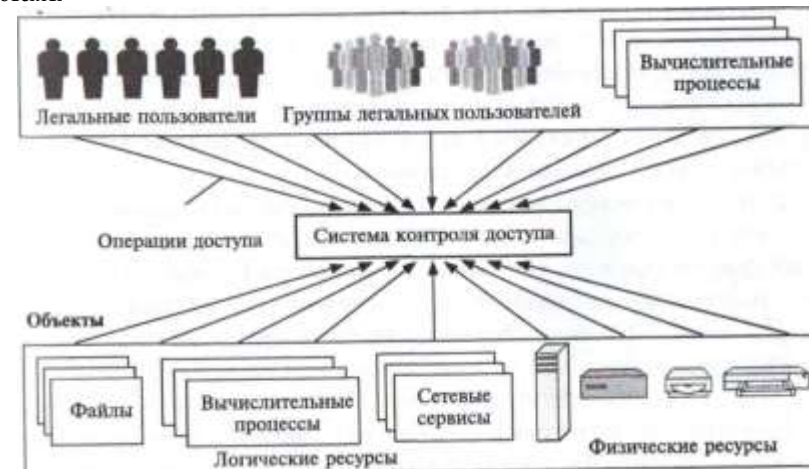 Вычислительные
процессы
Легальные пользователи
Группы легальных пользователей
Операции доступа
Система контроля доступа
Объекты
Файлы
Вычислительные
процессы
Сетевые
сервисы
Логические ресурсы
Физические ресурсы